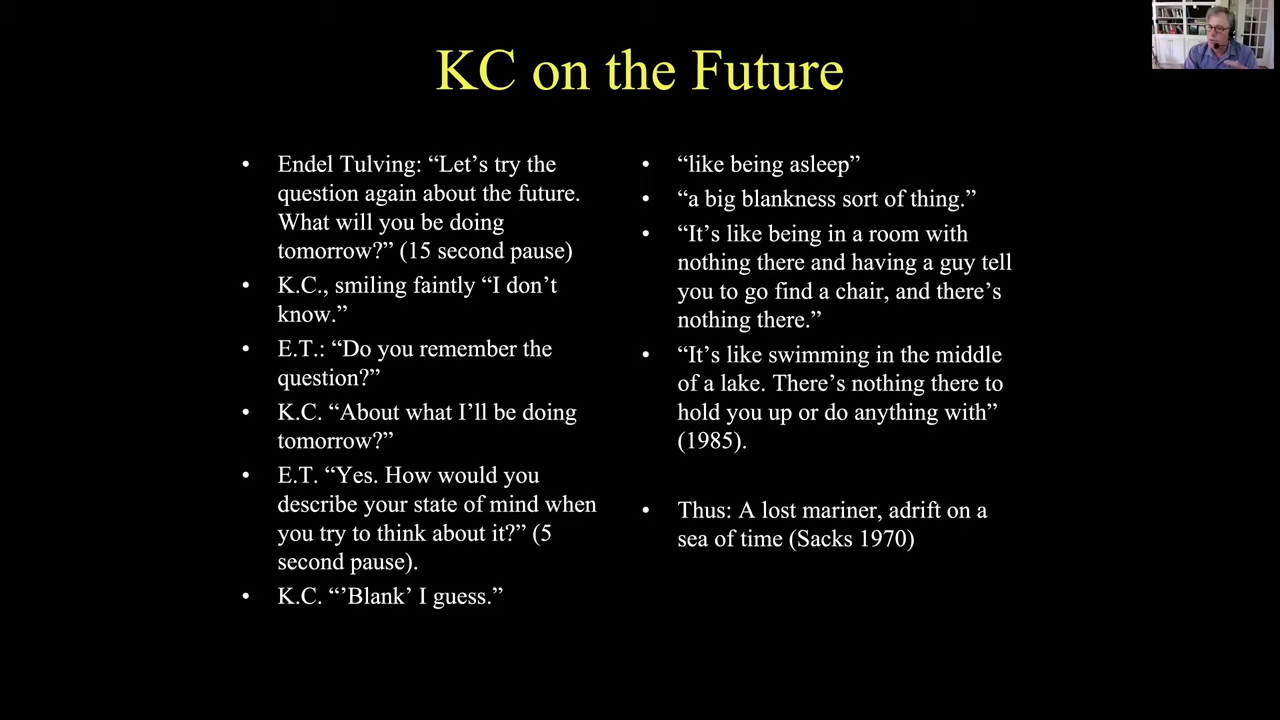 KC on the Future
• Endel Tulving: “Let’s try the
question again about the future.
What will you be doing
tomorrow?” (15 second pause)
• K.C., smiling faintly “I don’t
know.”
• E.T.: “Do you remember the
question?”
• K.C. “About what I’ll be doing
tomorrow?”
• E.T. “Yes. How would you
describe your state of mind when
you try to think about it?” (5
second pause).
• K.C. “’Blank’ I guess.”
• “like being asleep”
• “a big blankness sort of thing.”
• “It’s like being in a room with
nothing there and having a guy tell
you to go find a chair, and there’s
nothing there.”
• “It’s like swimming in the middle
of a lake. There’s nothing there to
hold you up or do anything with”
(1985).
• Thus: A lost mariner, adrift on a
sea of time (Sacks 1970)